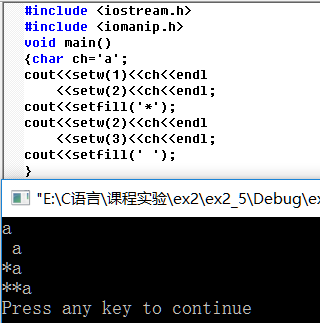 #include <iostream.h>
#include <iomanip.h>
void main()
{char ch='a';
cout<<setw(1)<<ch<<endl
    <<setw(2)<<ch<<endl;
cout<<setfill('*');
cout<<setw(2)<<ch<<endl
    <<setw(3)<<ch<<endl;
cout<<setfill(' ');
}
"E:\C语言\课程实验\ex2\ex2_5\Debug\ex
a
 a
*a
**a
Press any key to continue